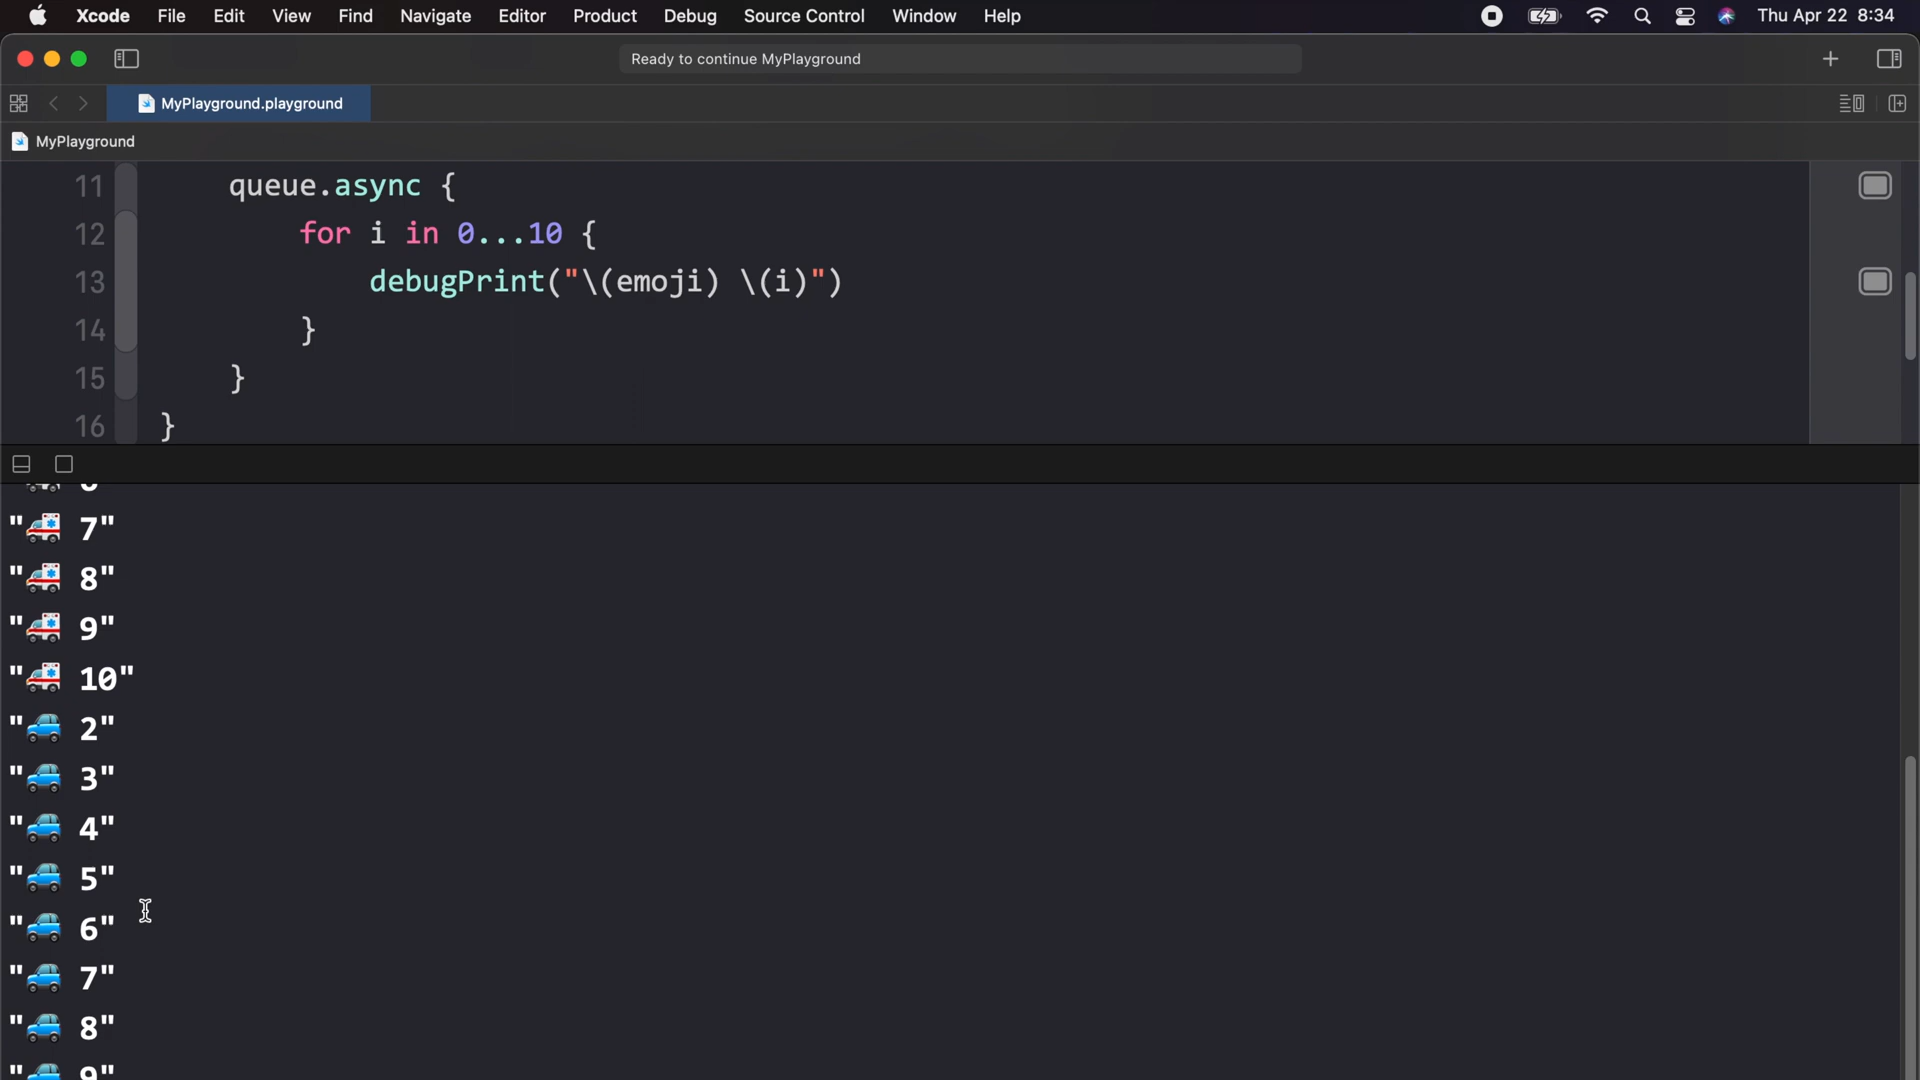 Xcode File Edit View Find Navigate Editor Product Debug Source Control Window Help Thu Apr 22 8:34
Ready to continue MyPlayground
MyPlayground.playground
MyPlayground
11 queue.async {
12 for i in 0...10 {
13 debugPrint("\(emoji) \(i)")
14 }
15 }
16 }
"🚑 7"
"🚑 8"
"🚑 9"
"🚑 10"
"🚙 2"
"🚙 3"
"🚙 4"
"🚙 5"
"🚙 6"
"🚙 7"
"🚙 8"
"🚙 9"